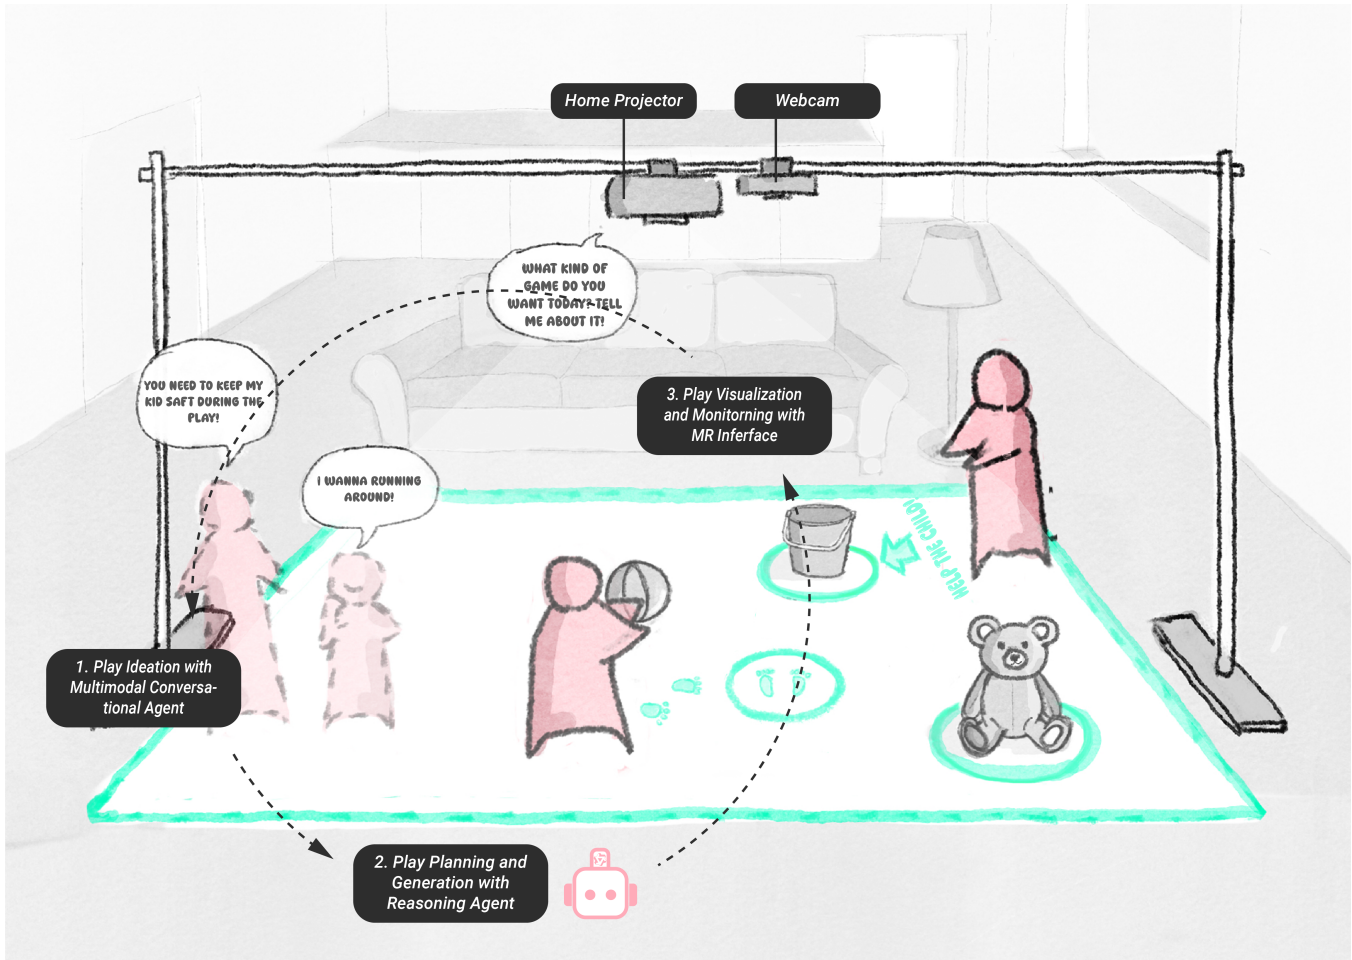 Home Projector
Webcam
WHAT KIND OF
GAME DO YOU
WANT TODAY? TELL
ME ABOUT IT!
YOU NEED TO KEEP MY
KID SAFT DURING THE
PLAY!
I WANNA RUNNING
AROUND!
3. Play Visualization
and Monitorning with
MR Inferface
HELP THE CHILD!
1. Play Ideation with
Multimodal Conversa-
tional Agent
2. Play Planning and
Generation with
Reasoning Agent